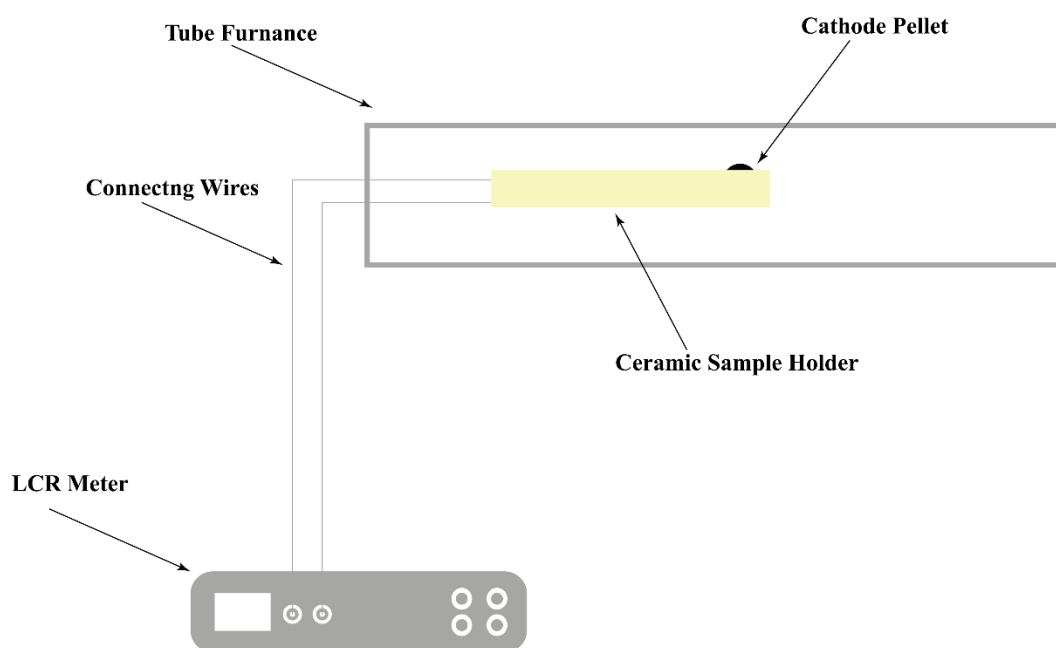 Tube Furnance
Cathode Pellet
Connectng Wires
Ceramic Sample Holder
LCR Meter